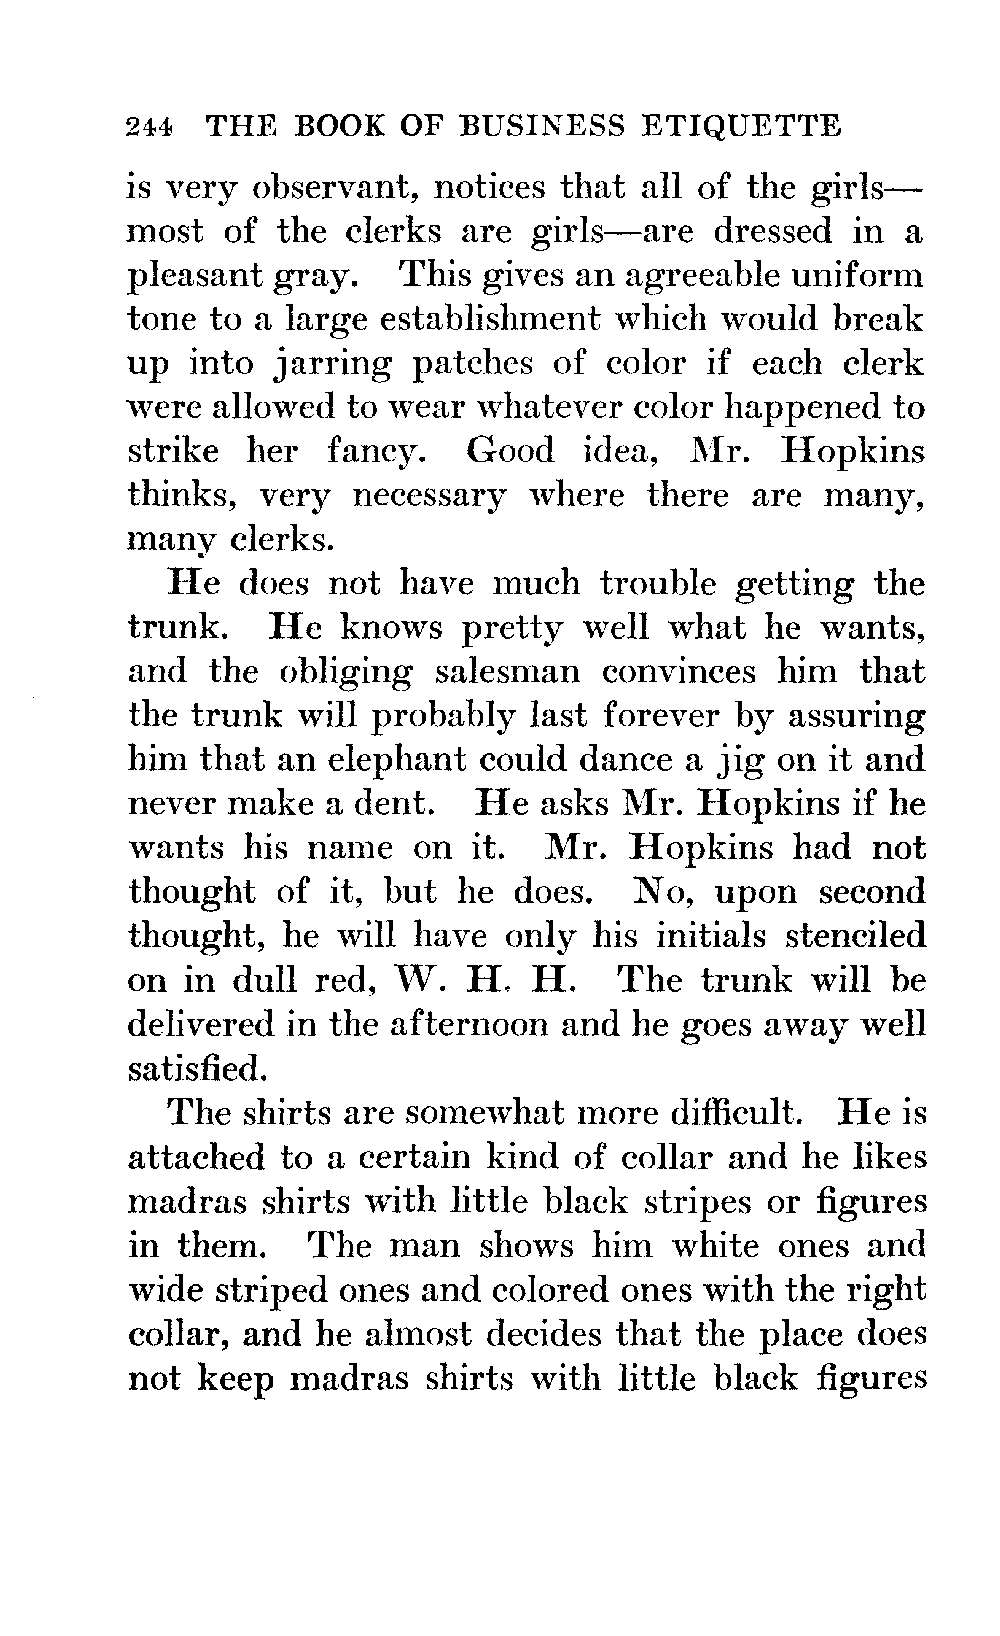 244 THE BOOK OF BUSINESS ETIQUETTE
is very observant, notices that all of the girls—
most of the clerks are girls—are dressed in a
pleasant gray. This gives an agreeable uniform
tone to a large establishment which would break
up into jarring patches of color if each clerk
were allowed to wear whatever color happened to
strike her fancy. Good idea, Mr. Hopkins
thinks, very necessary where there are many,
many clerks.
He does not have much trouble getting the
trunk. He knows pretty well what he wants,
and the obliging salesman convinces him that
the trunk will probably last forever by assuring
him that an elephant could dance a jig on it and
never make a dent. He asks Mr. Hopkins if he
wants his name on it. Mr. Hopkins had not
thought of it, but he does. No, upon second
thought, he will have only his initials stenciled
on in dull red, W. H. H. The trunk will be
delivered in the afternoon and he goes away well
satisfied.
The shirts are somewhat more difficult. He is
attached to a certain kind of collar and he likes
madras shirts with little black stripes or figures
in them. The man shows him white ones and
wide striped ones and colored ones with the right
collar, and he almost decides that the place does
not keep madras shirts with little black figures